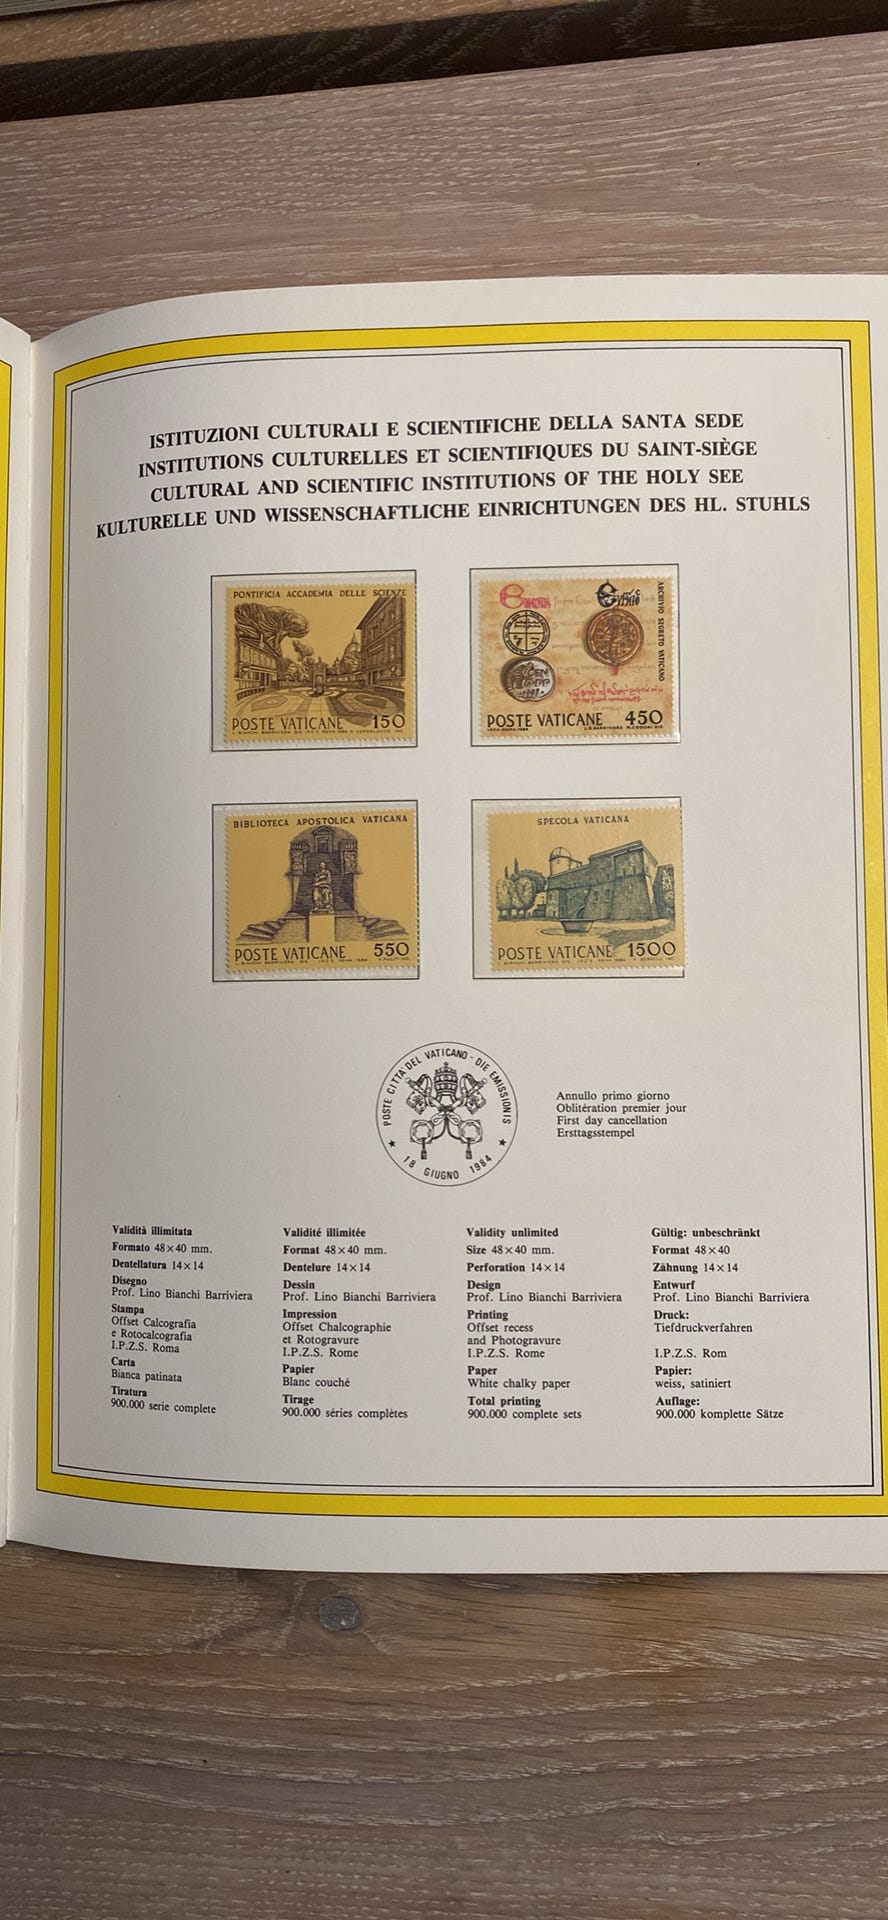 ISTITUZIONI CULTURALI E SCIENTIFICHE DELLA SANTA SEDE
INSTITUTIONS CULTURELLES ET SCIENTIFIQUES DU SAINT-SIÈGE
CULTURAL AND SCIENTIFIC INSTITUTIONS OF THE HOLY SEE
KULTURELLE UND WISSENSCHAFTLICHE EINRICHTUNGEN DES HL. STUHLS
PONTIFICIA ACCADEMIA DELLE SCIENZE
POSTE VATICANE 150
ARCHIVIO SEGRETO VATICANO
POSTE VATICANE 450
BIBLIOTECA APOSTOLICA VATICANA
POSTE VATICANE 550
SPECOLA VATICANA
POSTE VATICANE 1500
POSTE CITTA' DEL VATICANO - DIE EMISSIONIS
18 GIUGNO 1984
Annullo primo giorno
Oblitération premier jour
First day cancellation
Ersttagsstempel
Validità illimitata
Formato 48×40 mm.
Dentellatura 14×14
Disegno
Prof. Lino Bianchi Barriviera
Stampa
Offset Calcografia
e Rotocalcografia
I.P.Z.S. Roma
Carta
Bianca patinata
Tiratura
900.000 serie complete
Validité illimitée
Format 48×40 mm.
Dentelure 14×14
Dessin
Prof. Lino Bianchi Barriviera
Impression
Offset Chalcographie
et Rotogravure
I.P.Z.S. Rome
Papier
Blanc couché
Tirage
900.000 séries complètes
Validity unlimited
Size 48×40 mm.
Perforation 14×14
Design
Prof. Lino Bianchi Barriviera
Printing
Offset recess
and Photogravure
I.P.Z.S. Rome
Paper
White chalky paper
Total printing
900.000 complete sets
Gültig: unbeschränkt
Format 48×40
Zähnung 14×14
Entwurf
Prof. Lino Bianchi Barriviera
Druck:
Tiefdruckverfahren
I.P.Z.S. Rom
Papier:
weiss, satiniert
Auflage:
900.000 komplette Sätze